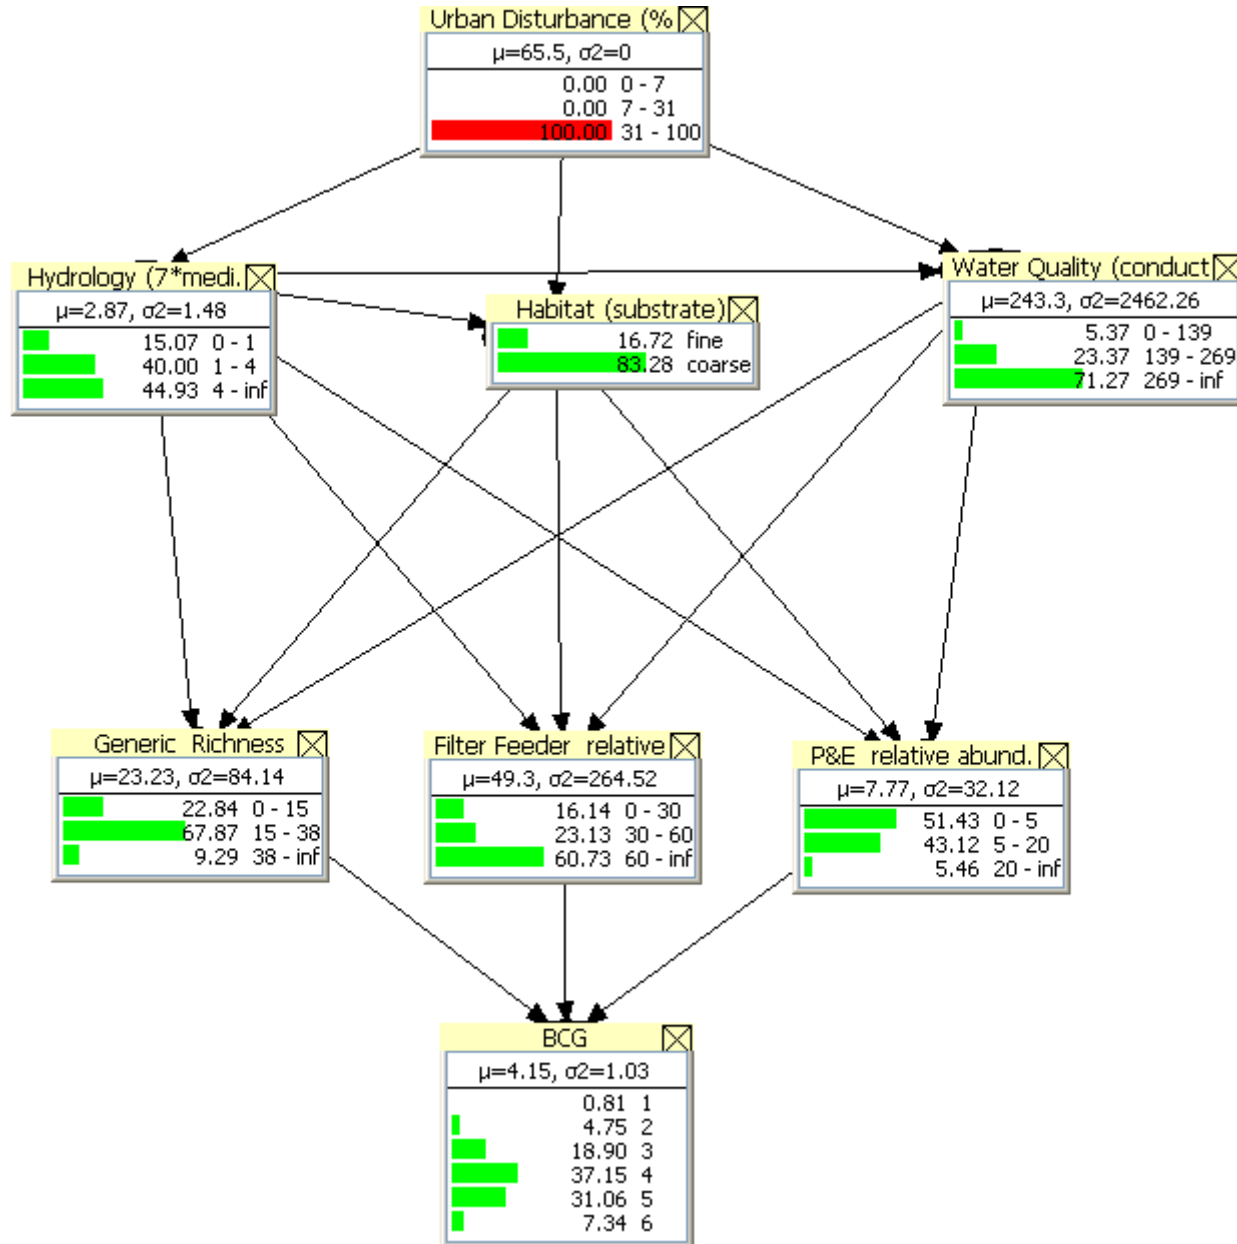 Urban Disturbance (%
μ=65.5, σ2=0
0.00 0 - 7
0.00 7 - 31
100.00 31 - 100
Hydrology (7*medi.
μ=2.87, σ2=1.48
15.07 0 - 1
40.00 1 - 4
44.93 4 - inf
Habitat (substrate)
16.72 fine
83.28 coarse
Water Quality (conduct
μ=243.3, σ2=2462.26
5.37 0 - 139
23.37 139 - 269
71.27 269 - inf
Generic Richness
μ=23.23, σ2=84.14
22.84 0 - 15
67.87 15 - 38
9.29 38 - inf
Filter Feeder relative
μ=49.3, σ2=264.52
16.14 0 - 30
23.13 30 - 60
60.73 60 - inf
P&E relative abund.
μ=7.77, σ2=32.12
51.43 0 - 5
43.12 5 - 20
5.46 20 - inf
BCG
μ=4.15, σ2=1.03
0.81 1
4.75 2
18.90 3
37.15 4
31.06 5
7.34 6